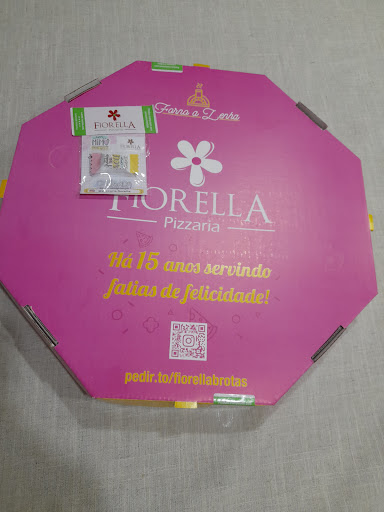 Forno a Lenha
FIORELLA
FIORELLA
Pizzaria
Há 15 anos servindo
fatias de felicidade!
pedir.to/fiorellabrotas